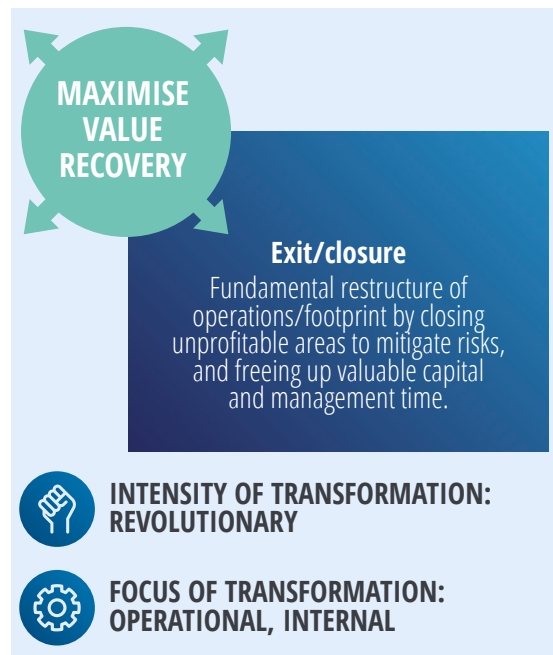 MAXIMISE
VALUE
RECOVERY
Exit/closure
Fundamental restructure of
operations/footprint by closing
unprofitable areas to mitigate risks,
and freeing up valuable capital
and management time.
INTENSITY OF TRANSFORMATION:
REVOLUTIONARY
FOCUS OF TRANSFORMATION:
OPERATIONAL, INTERNAL